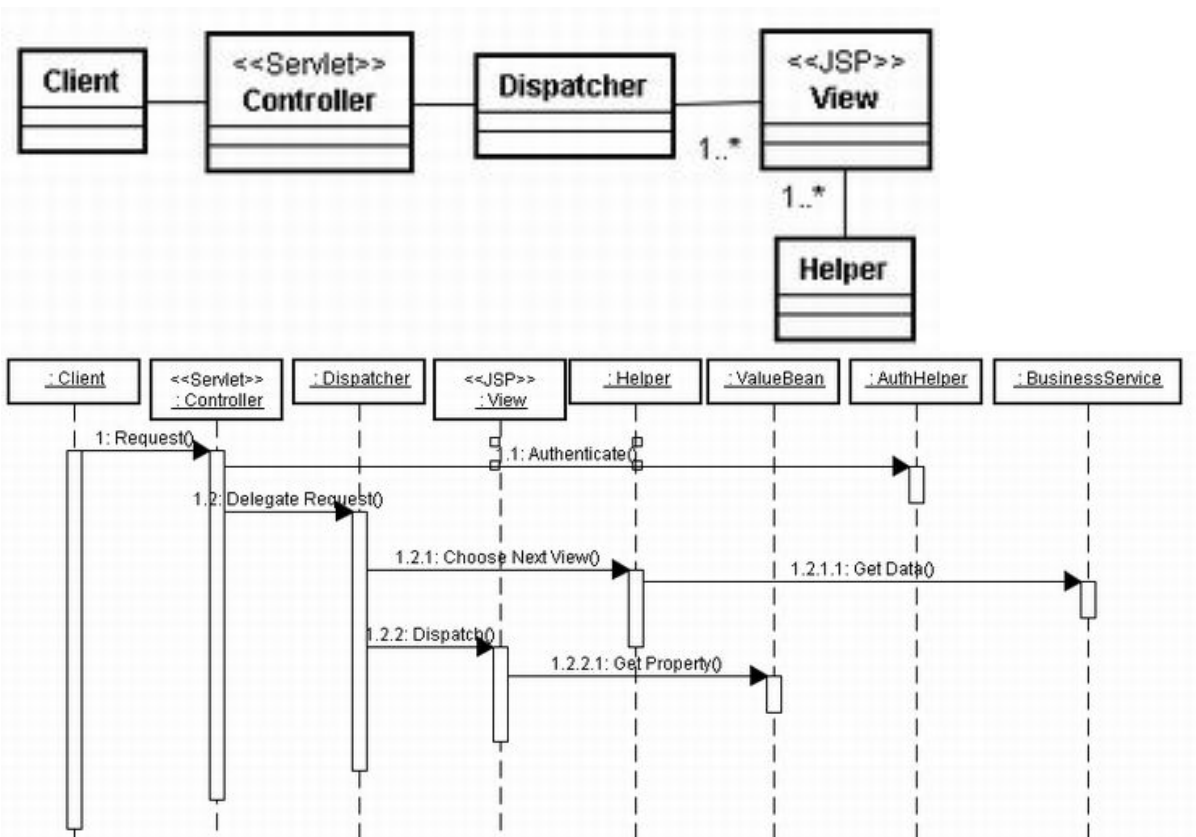 Client
<<Servlet>>
Controller
Dispatcher
<<JSP>>
View
1..*
1..*
Helper
: Client
<<Servlet>>
: Controller
: Dispatcher
<<JSP>>
: View
: Helper
: ValueBean
: AuthHelper
: BusinessService
1: Request()
1.1: Authenticate()
1.2: Delegate Request()
1.2.1: Choose Next View()
1.2.1.1: Get Data()
1.2.2: Dispatch()
1.2.2.1: Get Property()